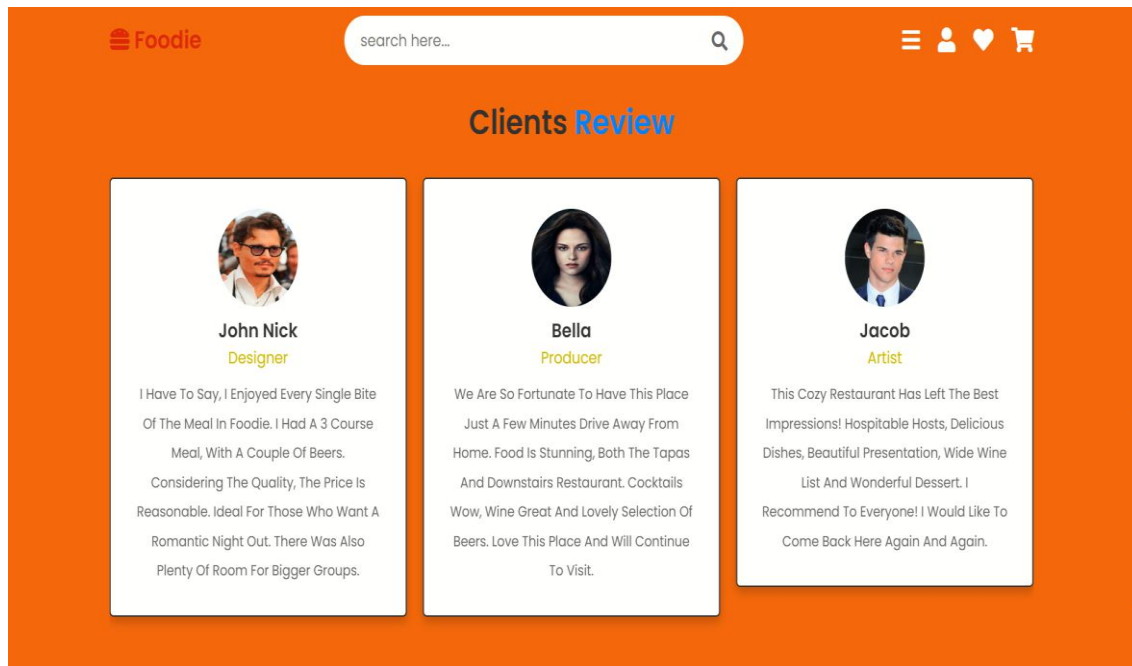 Foodie
search here...
Clients Review
John Nick
Designer
I Have To Say, I Enjoyed Every Single Bite
Of The Meal In Foodie. I Had A 3 Course
Meal, With A Couple Of Beers.
Considering The Quality, The Price Is
Reasonable. Ideal For Those Who Want A
Romantic Night Out. There Was Also
Plenty Of Room For Bigger Groups.
Bella
Producer
We Are So Fortunate To Have This Place
Just A Few Minutes Drive Away From
Home. Food Is Stunning, Both The Tapas
And Downstairs Restaurant. Cocktails
Wow, Wine Great And Lovely Selection Of
Beers. Love This Place And Will Continue
To Visit.
Jacob
Artist
This Cozy Restaurant Has Left The Best
Impressions! Hospitable Hosts, Delicious
Dishes, Beautiful Presentation, Wide Wine
List And Wonderful Dessert. I
Recommend To Everyone! I Would Like To
Come Back Here Again And Again.